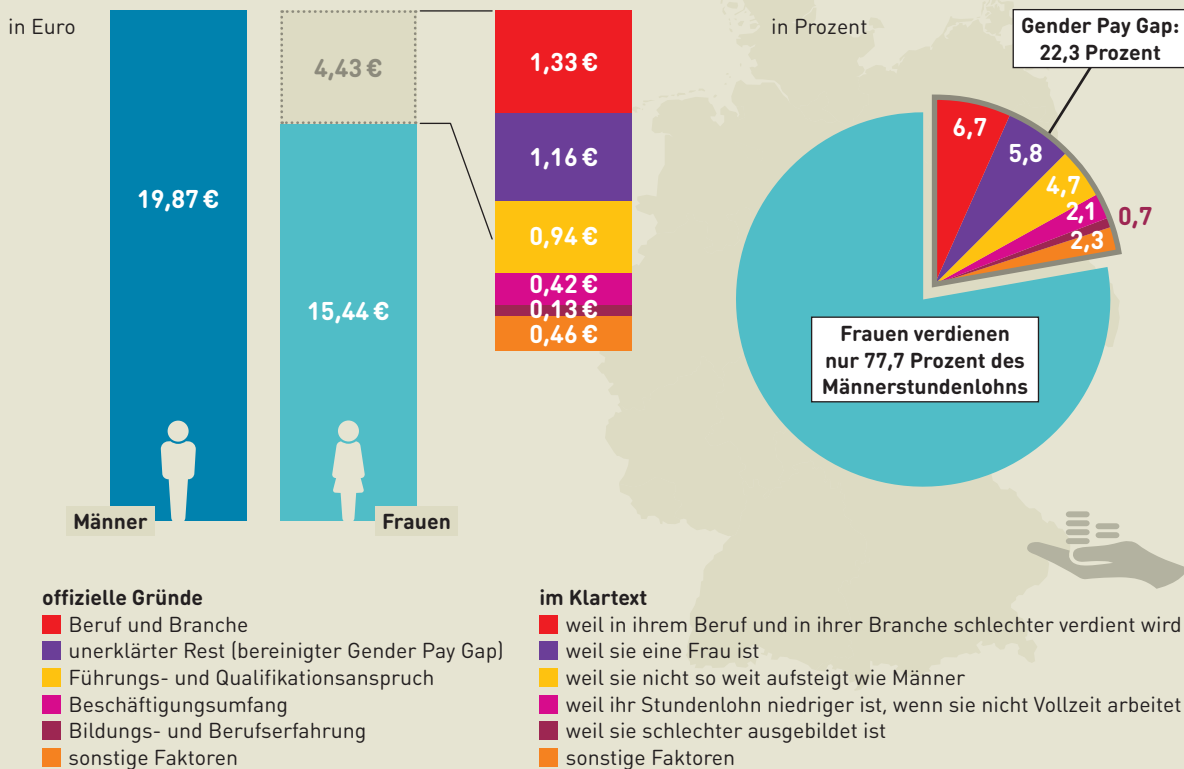 in Euro
19,87 €
Männer
4,43 €
15,44 €
Frauen
1,33 €
1,16 €
0,94 €
0,42 €
0,13 €
0,46 €
in Prozent
Gender Pay Gap:
22,3 Prozent
6,7
5,8
4,7
2,1
0,7
2,3
Frauen verdienen
nur 77,7 Prozent des
Männerstundenlohns
offizielle Gründe
Beruf und Branche
unerklärter Rest (bereinigter Gender Pay Gap)
Führungs- und Qualifikationsanspruch
Beschäftigungsumfang
Bildungs- und Berufserfahrung
sonstige Faktoren
im Klartext
weil in ihrem Beruf und in ihrer Branche schlechter verdient wird
weil sie eine Frau ist
weil sie nicht so weit aufsteigt wie Männer
weil ihr Stundenlohn niedriger ist, wenn sie nicht Vollzeit arbeitet
weil sie schlechter ausgebildet ist
sonstige Faktoren